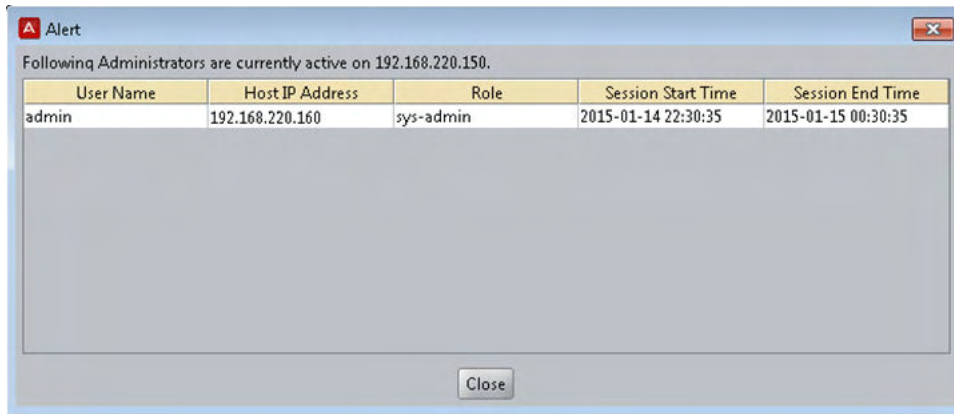 A Alert
Following Administrators are currently active on 192.168.220.150.
User Name Host IP Address Role Session Start Time Session End Time
admin 192.168.220.160 sys-admin 2015-01-14 22:30:35 2015-01-15 00:30:35
Close